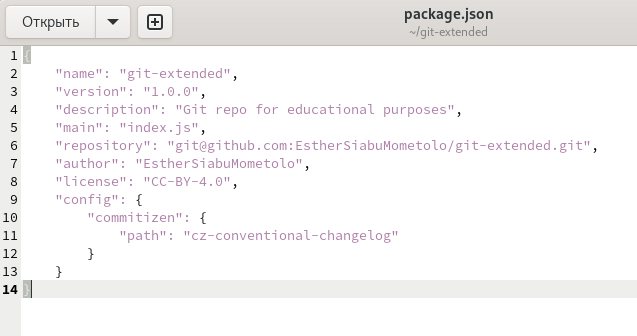 Открыть
package.json
~/git-extended
1 {
2     "name": "git-extended",
3     "version": "1.0.0",
4     "description": "Git repo for educational purposes",
5     "main": "index.js",
6     "repository": "git@github.com:EstherSiabuMometolo/git-extended.git",
7     "author": "EstherSiabuMometolo",
8     "license": "CC-BY-4.0",
9     "config": {
10         "commitizen": {
11             "path": "cz-conventional-changelog"
12         }
13     }
14 }